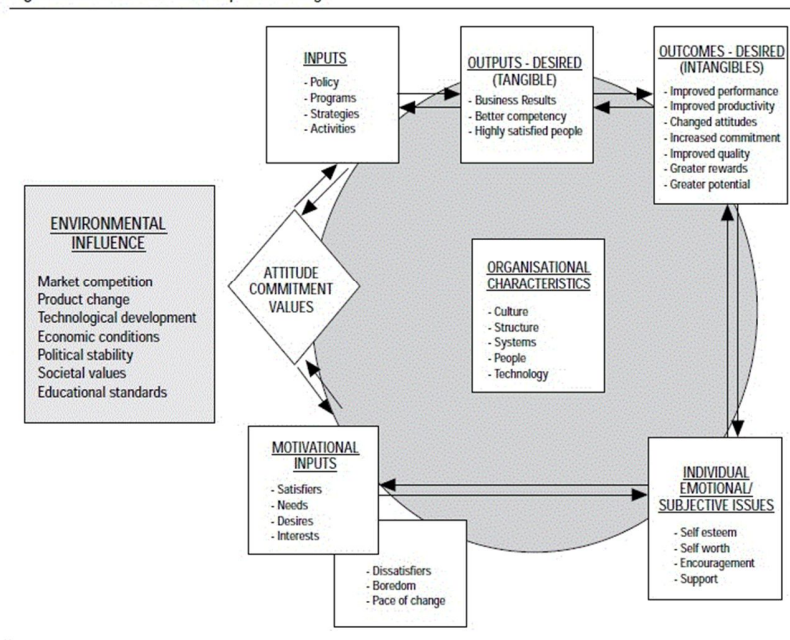 INPUTS
- Policy
- Programs
- Strategies
- Activities
OUTPUTS - DESIRED
(TANGIBLE)
- Business Results
- Better competency
- Highly satisfied people
OUTCOMES - DESIRED
(INTANGIBLES)
- Improved performance
- Improved productivity
- Changed attitudes
- Increased commitment
- Improved quality
- Greater rewards
- Greater potential
ENVIRONMENTAL
INFLUENCE
Market competition
Product change
Technological development
Economic conditions
Political stability
Societal values
Educational standards
ATTITUDE
COMMITMENT
VALUES
ORGANISATIONAL
CHARACTERISTICS
- Culture
- Structure
- Systems
- People
- Technology
MOTIVATIONAL
INPUTS
- Satisfiers
- Needs
- Desires
- Interests
- Dissatisfiers
- Boredom
- Pace of change
INDIVIDUAL
EMOTIONAL/
SUBJECTIVE ISSUES
- Self esteem
- Self worth
- Encouragement
- Support